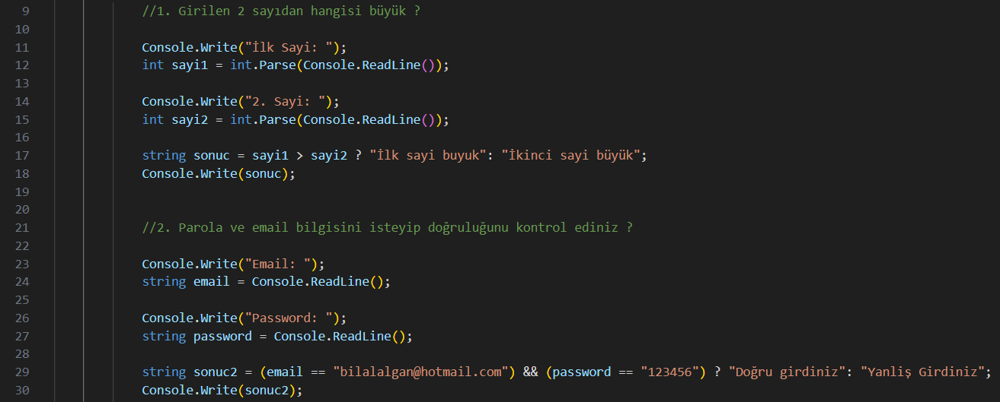 9 //1. Girilen 2 sayıdan hangisi büyük ?
10
11 Console.Write("İlk Sayi: ");
12 int sayi1 = int.Parse(Console.ReadLine());
13
14 Console.Write("2. Sayi: ");
15 int sayi2 = int.Parse(Console.ReadLine());
16
17 string sonuc = sayi1 > sayi2 ? "İlk sayi buyuk": "İkinci sayi büyük";
18 Console.Write(sonuc);
19
20
21 //2. Parola ve email bilgisini isteyip doğruluğunu kontrol ediniz ?
22
23 Console.Write("Email: ");
24 string email = Console.ReadLine();
25
26 Console.Write("Password: ");
27 string password = Console.ReadLine();
28
29 string sonuc2 = (email == "bilalalgan@hotmail.com") && (password == "123456") ? "Doğru girdiniz": "Yanliş Girdiniz";
30 Console.Write(sonuc2);